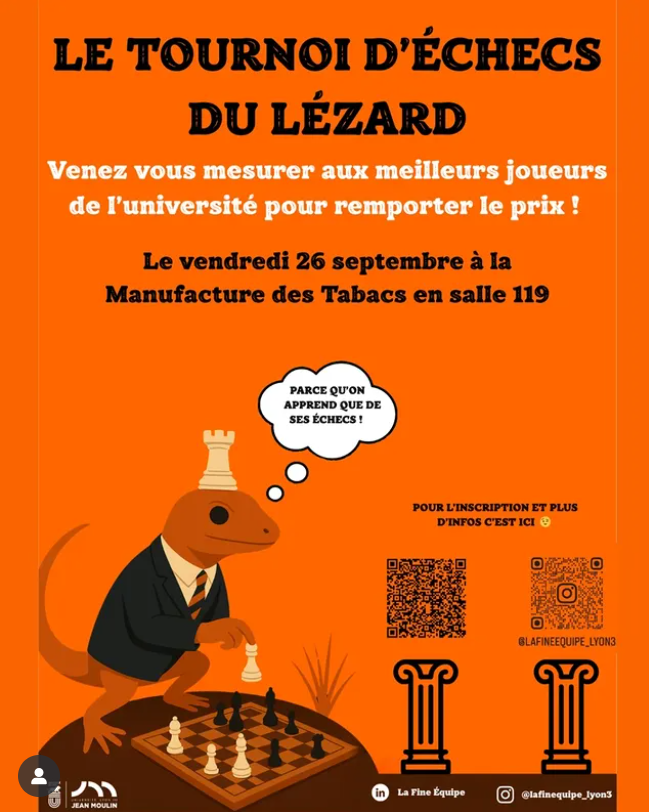 LE TOURNOI D'ÉCHECS
DU LÉZARD
Venez vous mesurer aux meilleurs joueurs
de l'université pour remporter le prix !
Le vendredi 26 septembre à la
Manufacture des Tabacs en salle 119
PARCE QU'ON
APPREND QUE DE
SES ÉCHECS !
POUR L'INSCRIPTION ET PLUS
D'INFOS C'EST ICI 😗
@LAFINEEQUIPE_LYON3
JEAN MOULIN
La Fine Équipe
@lafinequipe_lyon3